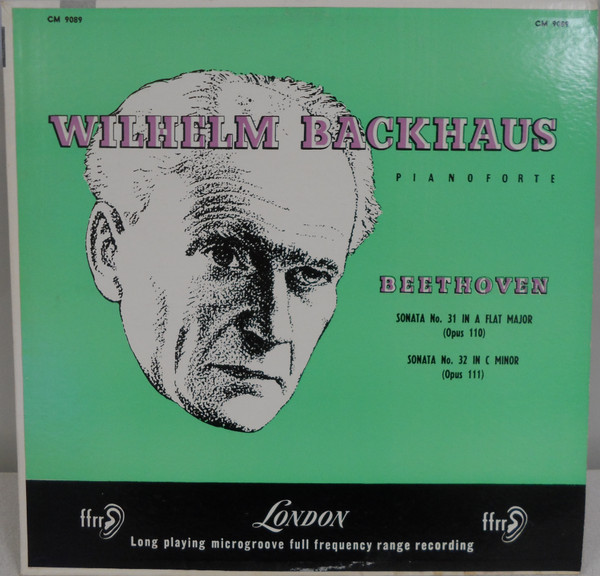 CM 9089
CM 9089
WILHELM BACKHAUS
PIANOFORTE
BEETHOVEN
SONATA No. 31 IN A FLAT MAJOR
(Opus 110)
SONATA No. 32 IN C MINOR
(Opus 111)
ffrr
LONDON
ffrr
Long playing microgroove full frequency range recording